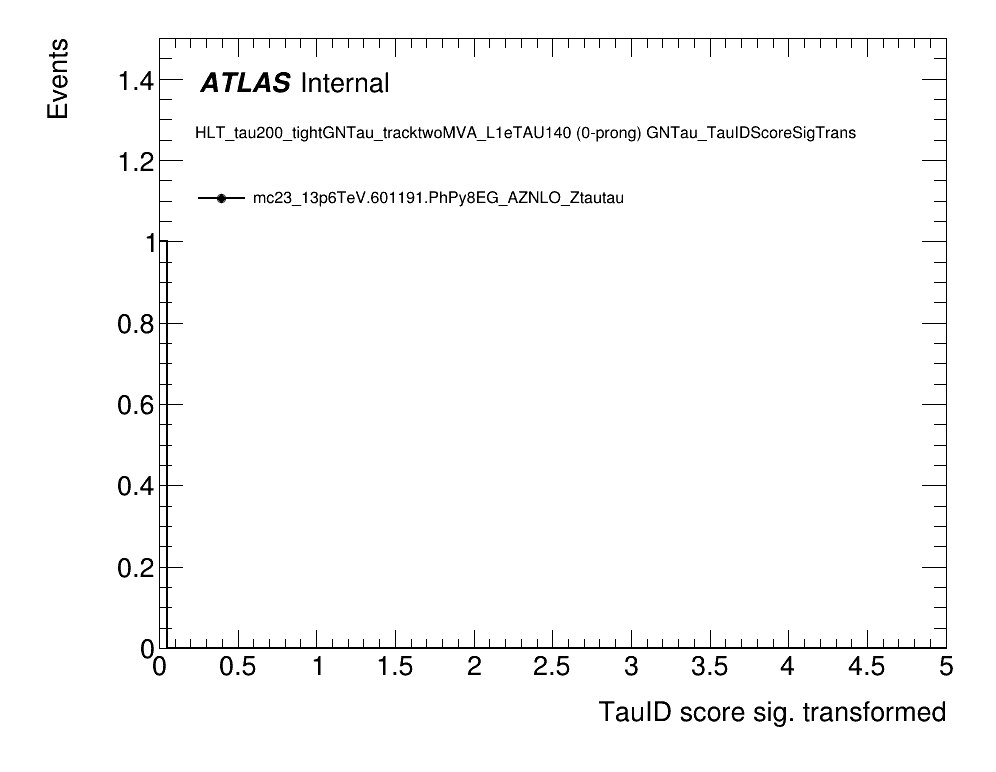 Events
ATLAS Internal
HLT_tau200_tightGNTau_tracktwoMVA_L1eTAU140 (0-prong) GNTau_TauIDScoreSigTrans
mc23_13p6TeV.601191.PhPy8EG_AZNLO_Ztautau
1.4
1.2
1
0.8
0.6
0.4
0.2
0
0 0.5 1 1.5 2 2.5 3 3.5 4 4.5 5
TauID score sig. transformed